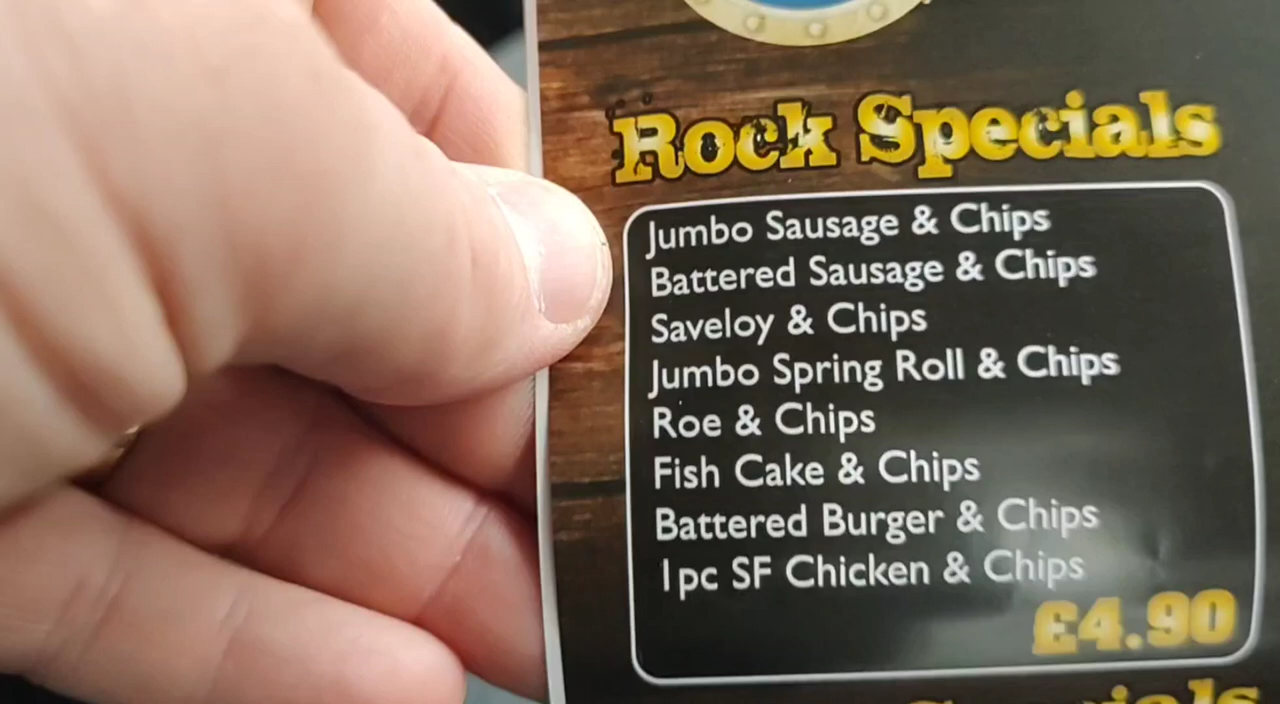 Rock Specials
Jumbo Sausage & Chips
Battered Sausage & Chips
Saveloy & Chips
Jumbo Spring Roll & Chips
Roe & Chips
Fish Cake & Chips
Battered Burger & Chips
1pc SF Chicken & Chips
£4.90
Specials